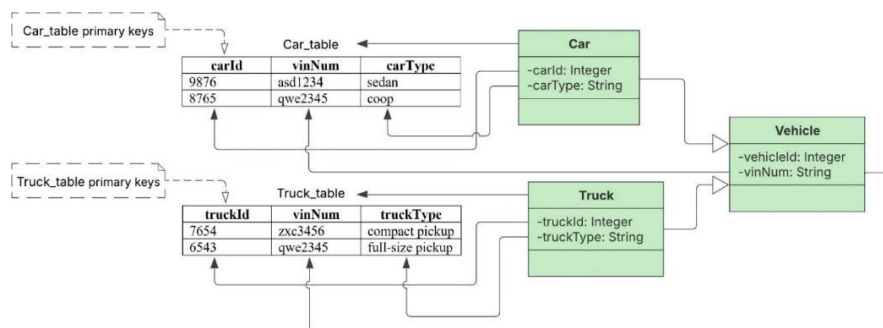 Car_table primary keys
Car_table
carId vinNum carType
9876 asd1234 sedan
8765 qwe2345 coop
Car
-carId: Integer
-carType: String
Vehicle
-vehicleId: Integer
-vinNum: String
Truck_table primary keys
Truck_table
truckId vinNum truckType
7654 zxc3456 compact pickup
6543 qwe2345 full-size pickup
Truck
-truckId: Integer
-truckType: String